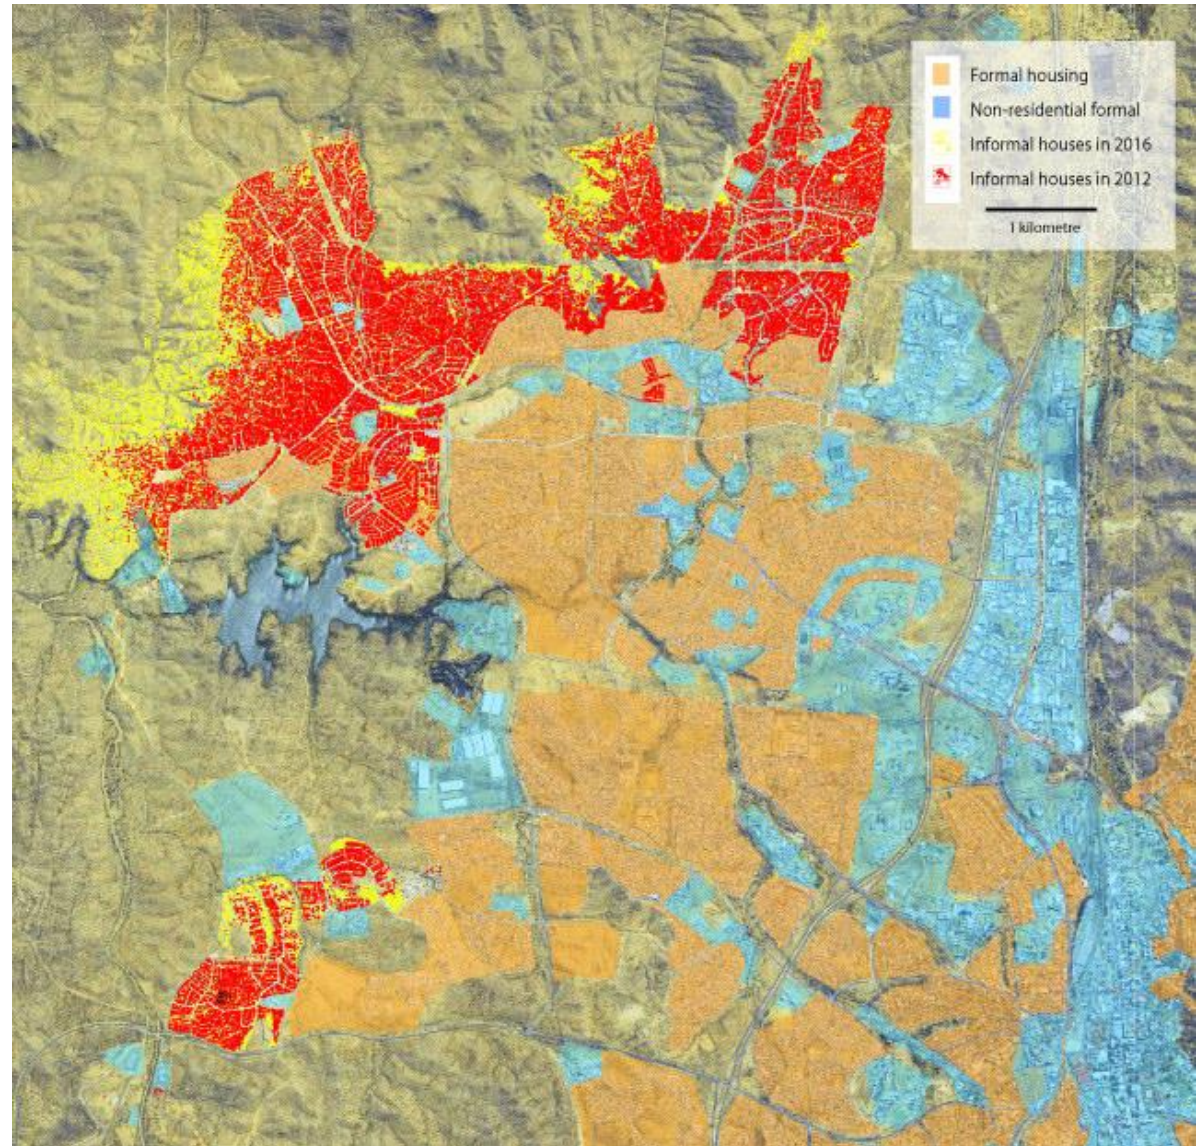 Formal housing
Non-residential formal
Informal houses in 2016
Informal houses in 2012
1 kilometre